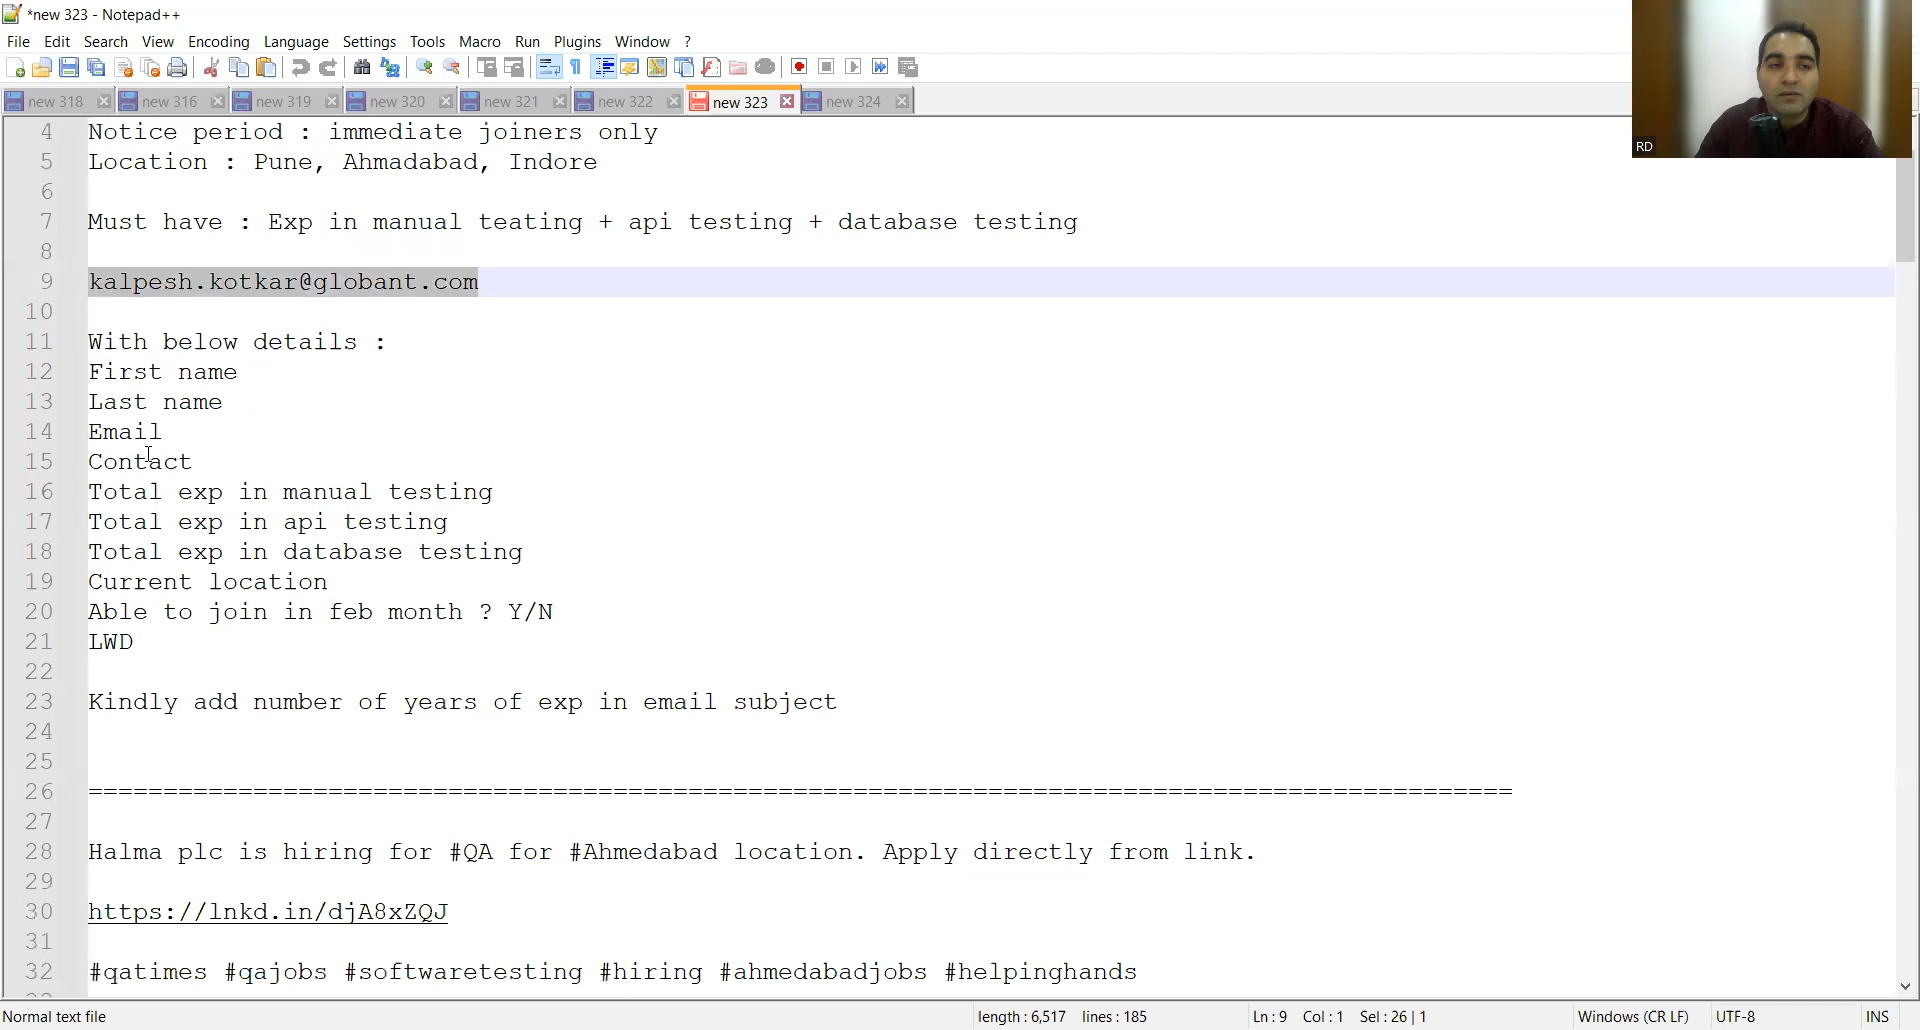 *new 323 - Notepad++
File Edit Search View Encoding Language Settings Tools Macro Run Plugins Window ?
new 318 new 316 new 319 new 320 new 321 new 322 new 323 new 324
RD
4 Notice period : immediate joiners only
5 Location : Pune, Ahmadabad, Indore
6
7 Must have : Exp in manual teating + api testing + database testing
8
9 kalpesh.kotkar@globant.com
10
11 With below details :
12 First name
13 Last name
14 Email
15 Contact
16 Total exp in manual testing
17 Total exp in api testing
18 Total exp in database testing
19 Current location
20 Able to join in feb month ? Y/N
21 LWD
22
23 Kindly add number of years of exp in email subject
24
25
26 ===============================================================================================
27
28 Halma plc is hiring for #QA for #Ahmedabad location. Apply directly from link.
29
30 https://lnkd.in/djA8xZQJ
31
32 #qatimes #qajobs #softwaretesting #hiring #ahmedabadjobs #helpinghands
Normal text file length : 6,517 lines : 185 Ln : 9 Col : 1 Sel : 26 | 1 Windows (CR LF) UTF-8 INS